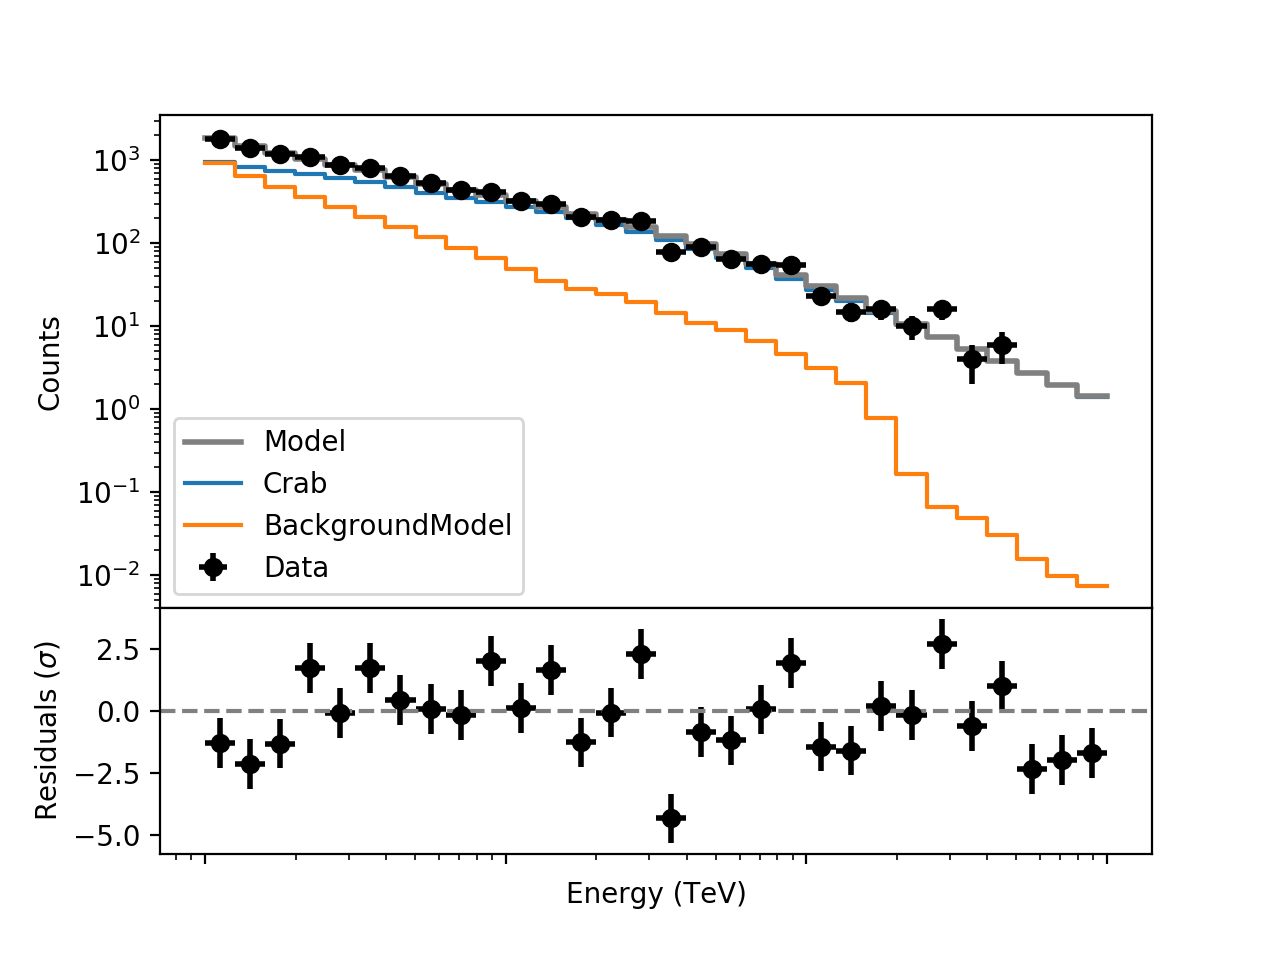 10³
10²
10¹
10⁰
10⁻¹
10⁻²
Counts
Model
Crab
BackgroundModel
Data
2.5
0.0
−2.5
−5.0
Residuals (σ)
Energy (TeV)